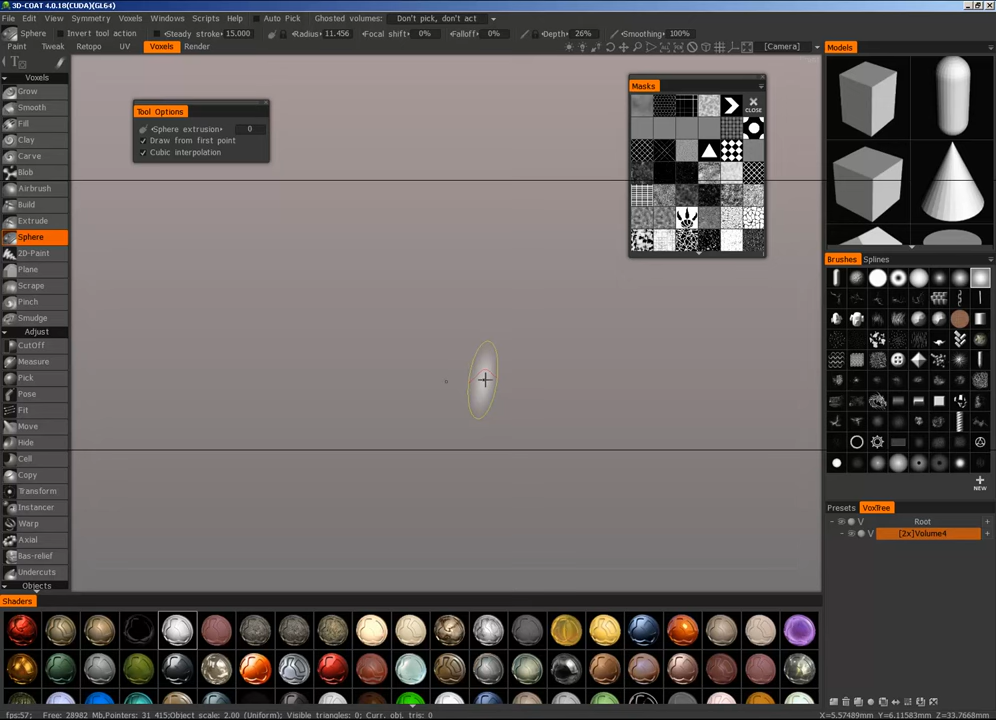 3D-COAT 4.0.18(CUDA)(GL64)
File Edit View Textures Voxels Windows Scripts Help Auto Pick Ghosted volumes: Don't pick, don't act
Sphere Invert tool action Steady stroke: 15.000 Radius: 11.456 Focal shift: 0% Falloff: 0% Depth: 26% Smoothing: 100%
Paint Tweak Retopo UV Voxels Render [Camera] Models
Voxels
Grow
Smooth
Fill
Clay
Carve
Blob
Airbrush
Build
Extrude
Sphere
2D-Paint
Plane
Scrape
Pinch
Smudge
Adjust
CutOff
Measure
Pick
Pose
Fit
Move
Hide
Cell
Copy
Transform
Instancer
Warp
Axial
Bas-relief
Undercuts
Objects
Tool Options
Sphere extrusion: 0
Draw from first point
Cubic interpolation
Masks
CLOSE
Brushes Splines
NEW
Presets VoxTree
V Root +
V [2x]Volume4 +
Shaders
fps:57; Free: 28982 Mb,Pointers: 31 415;Object scale: 2.00 (Uniform); Visible triangles: 0; Curr. obj. tris: 0 X=5.57489mm Y=6.11583mm Z=33.7668mm